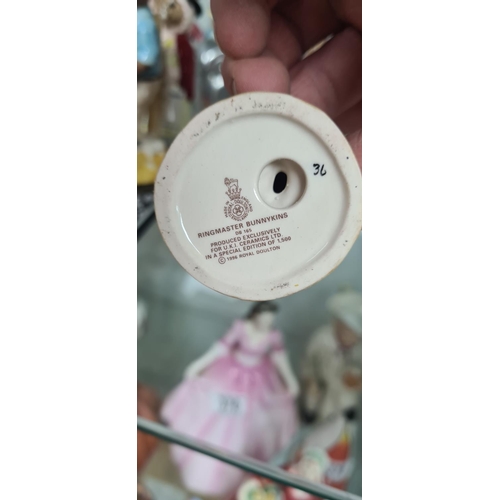 36
RINGMASTER BUNNYKINS
DB 165
PRODUCED EXCLUSIVELY
FOR U.K.I. CERAMICS LTD
IN A SPECIAL EDITION OF 1,500
© 1996 ROYAL DOULTON